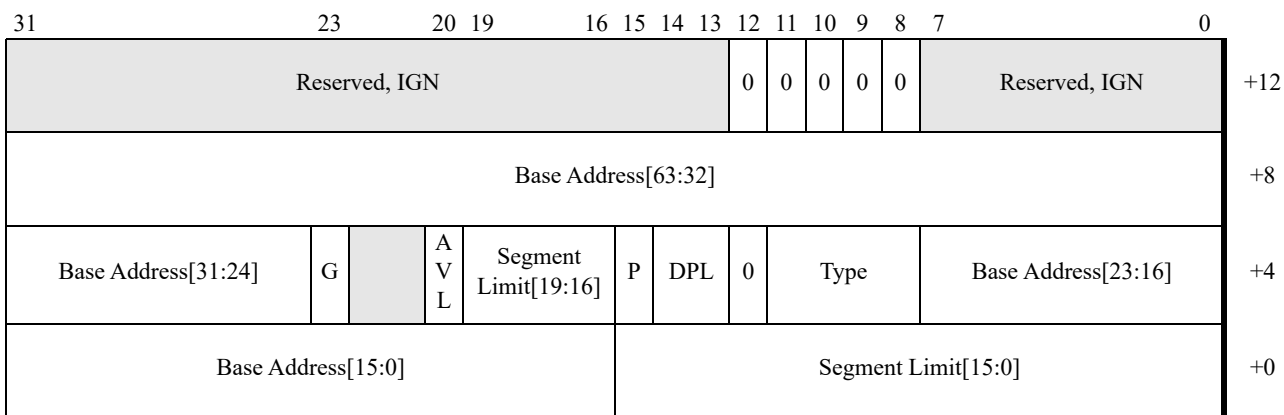 31 23 20 19 16 15 14 13 12 11 10 9 8 7 0
Reserved, IGN 0 0 0 0 0 Reserved, IGN +12
Base Address[63:32] +8
Base Address[31:24] G A V L Segment Limit[19:16] P DPL 0 Type Base Address[23:16] +4
Base Address[15:0] Segment Limit[15:0] +0